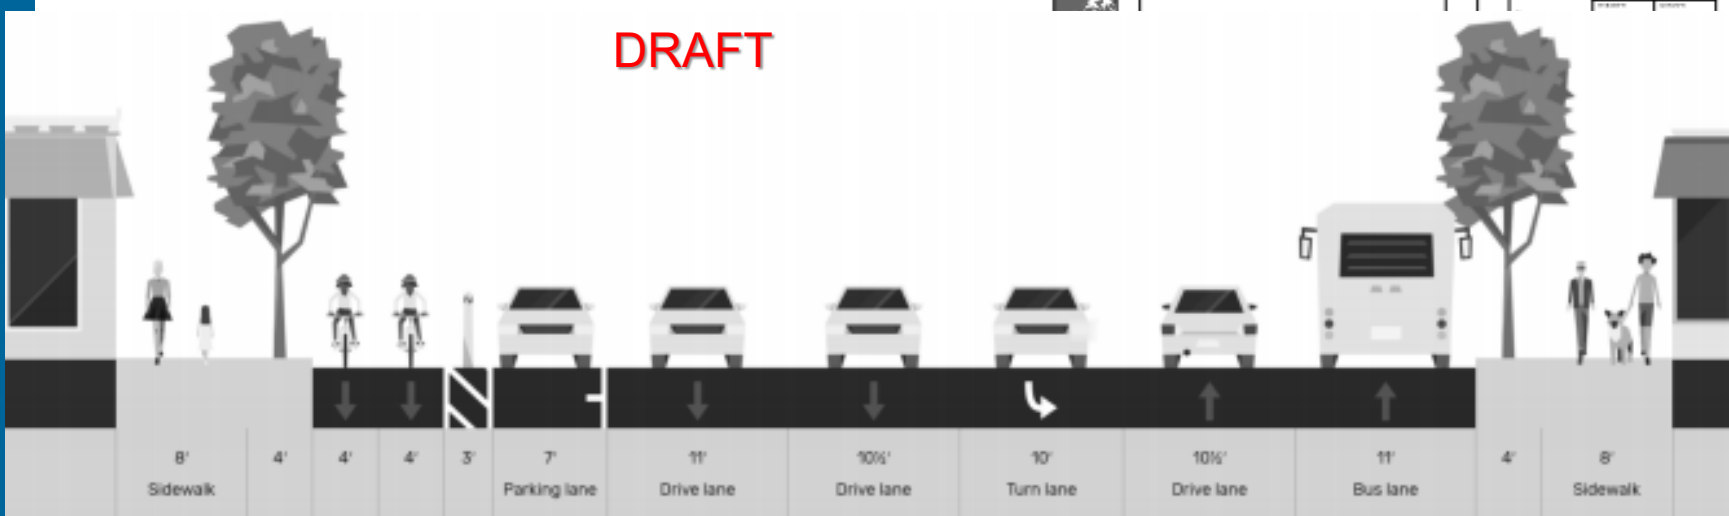 DRAFT
8' 4' 4' 4' 3' 7' 11' 10½' 10' 10½' 11' 4' 8'
Sidewalk Parking lane Drive lane Drive lane Turn lane Drive lane Bus lane Sidewalk